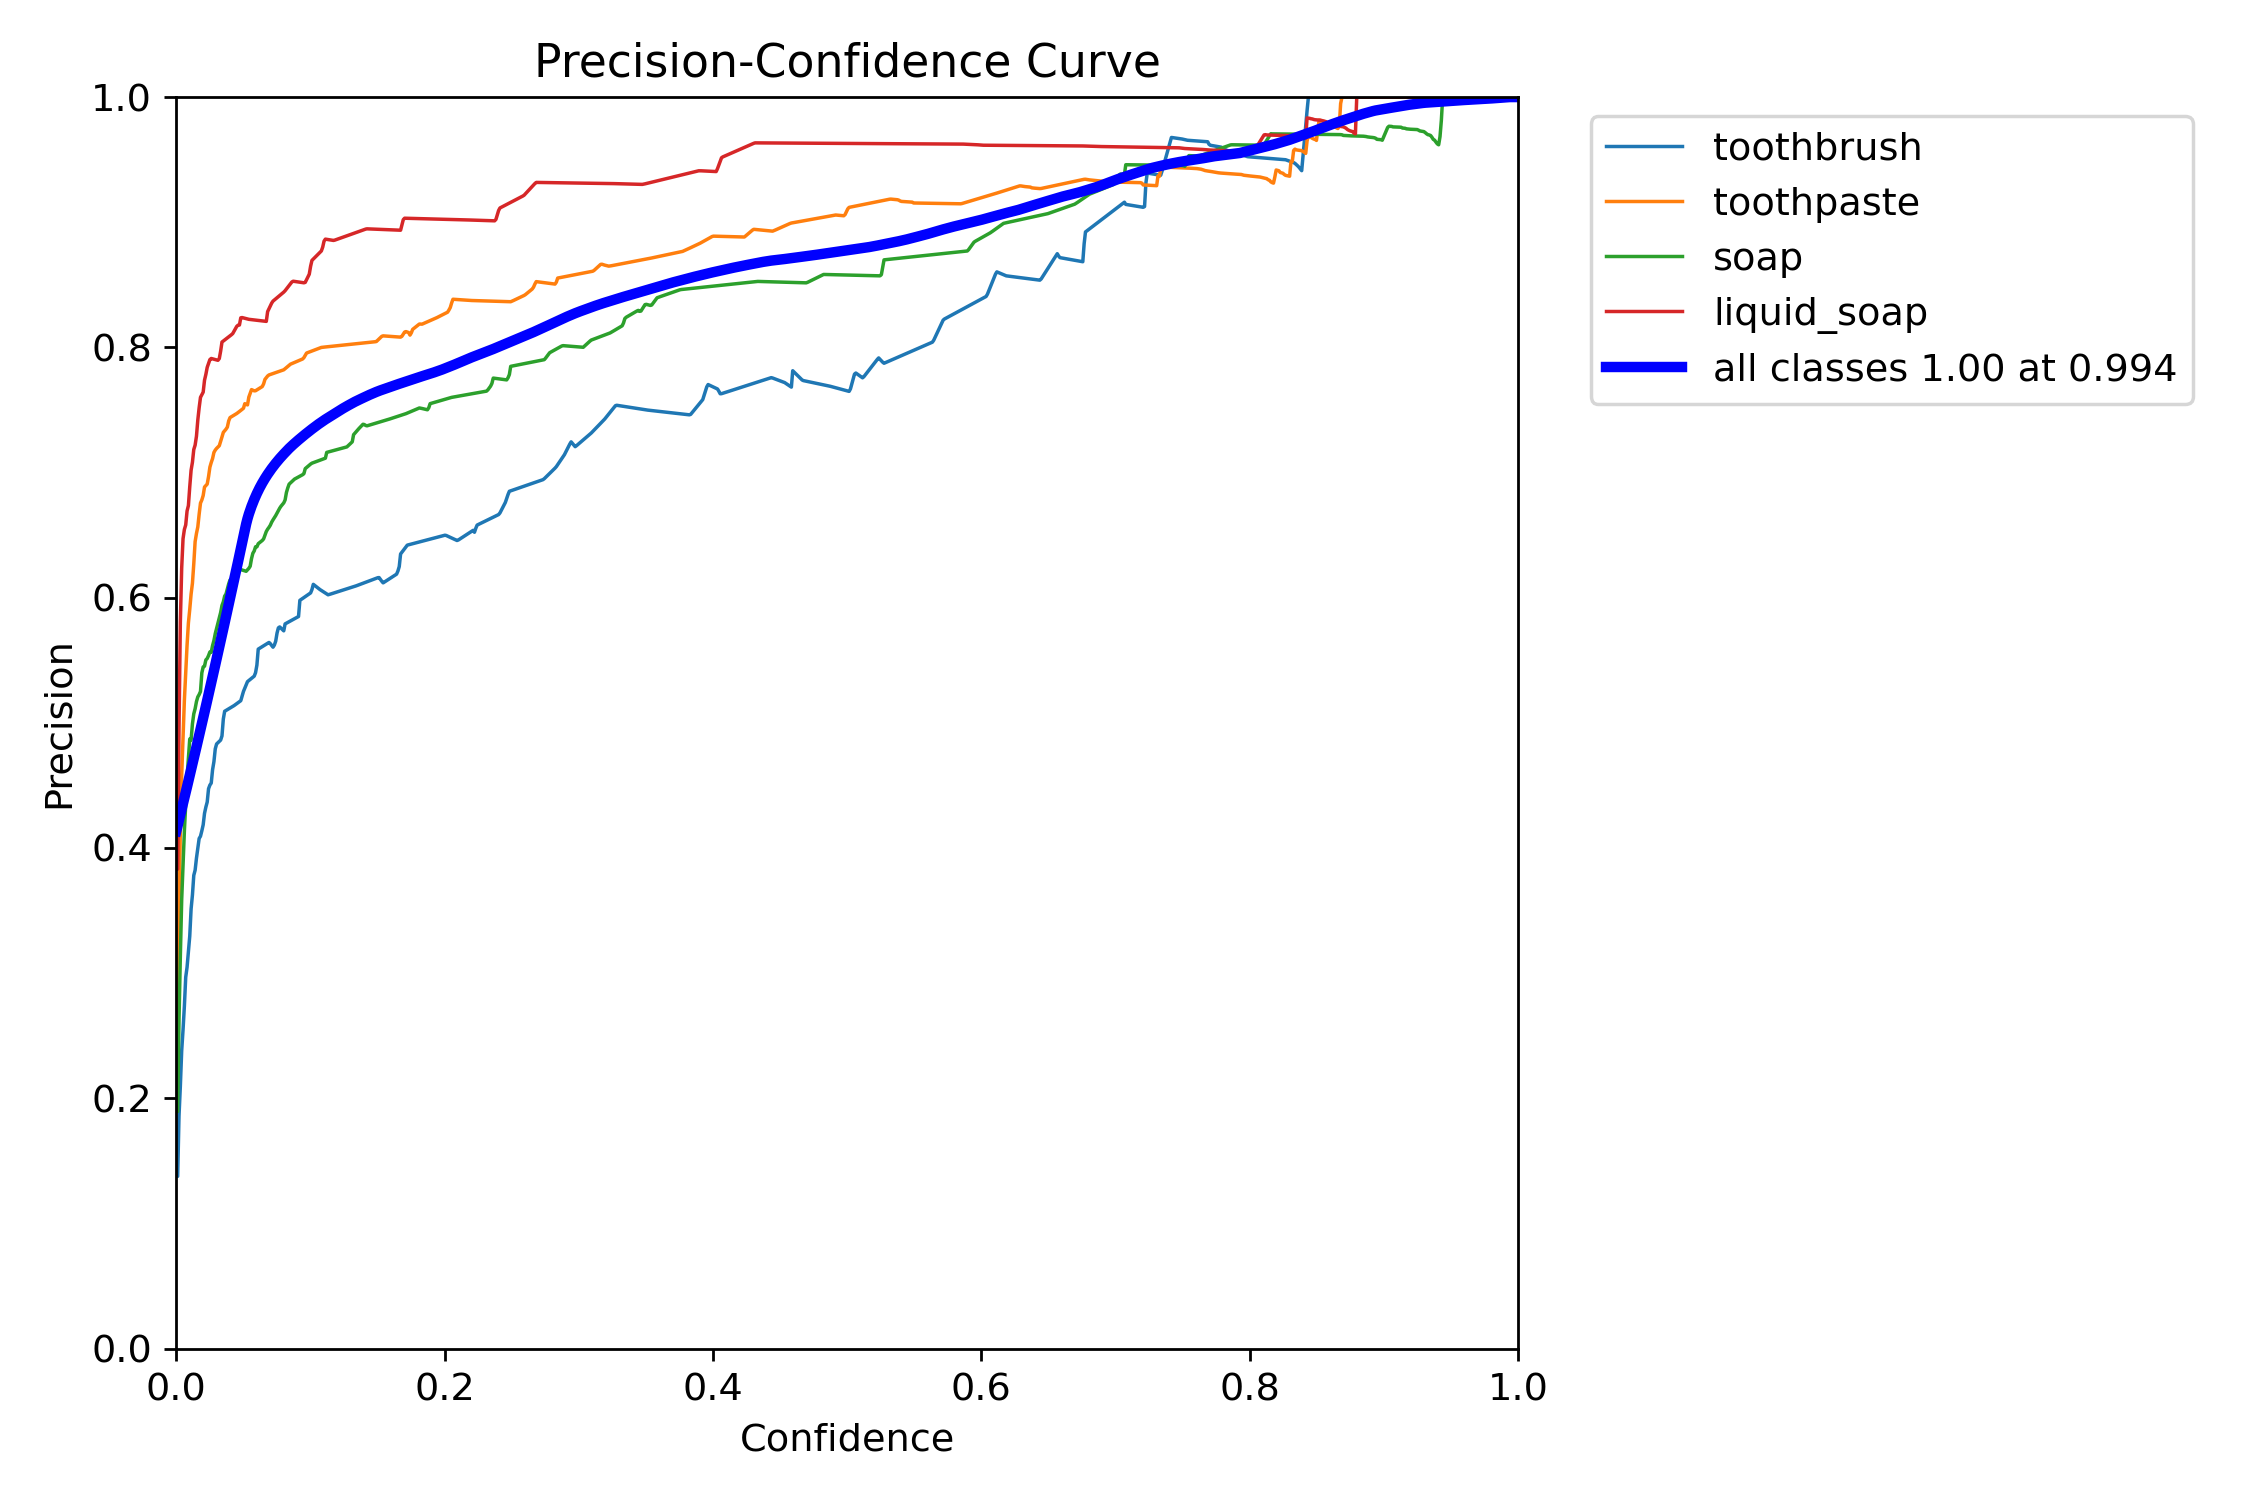 Precision-Confidence Curve
1.0
0.8
0.6
0.4
0.2
0.0
Precision
0.0 0.2 0.4 0.6 0.8 1.0
Confidence
toothbrush
toothpaste
soap
liquid_soap
all classes 1.00 at 0.994